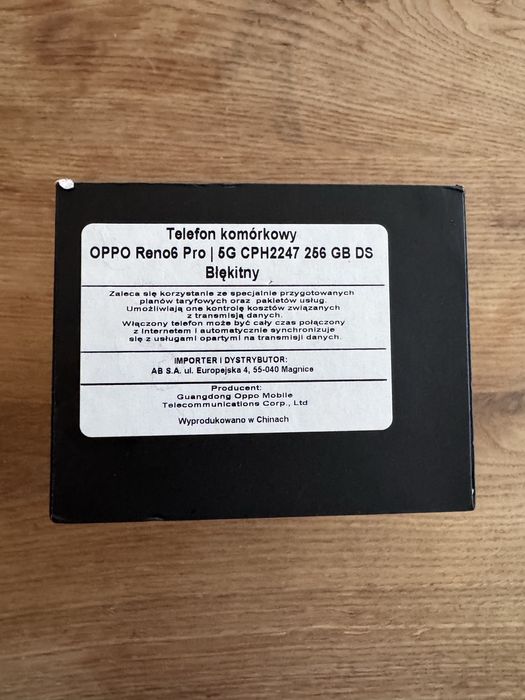 Telefon komórkowy
OPPO Reno6 Pro | 5G CPH2247 256 GB DS
Błękitny
Zaleca się korzystanie ze specjalnie przygotowanych
planów taryfowych oraz pakietów usług.
Umożliwiają one kontrolę kosztów związanych
z transmisją danych.
Włączony telefon może być cały czas połączony
z Internetem i automatycznie synchronizuje
się z usługami opartymi na transmisji danych.
IMPORTER I DYSTRYBUTOR:
AB S.A. ul. Europejska 4, 55-040 Magnice
Producent:
Guangdong Oppo Mobile
Telecommunications Corp., Ltd
Wyprodukowano w Chinach